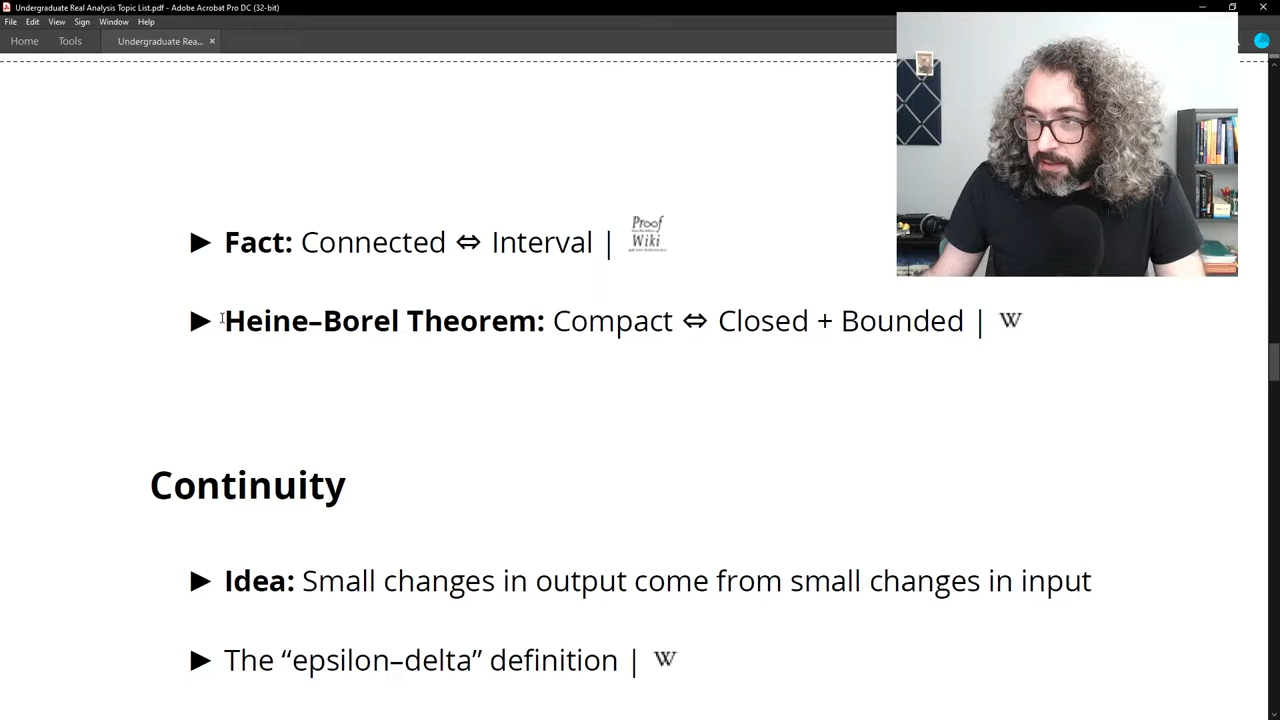 Undergraduate Real Analysis Topic List.pdf - Adobe Acrobat Pro DC (32-bit)
File Edit View Sign Window Help
Home Tools Undergraduate Rea... ×
► Fact: Connected ⇔ Interval | Proof Wiki
► Heine–Borel Theorem: Compact ⇔ Closed + Bounded | W
Continuity
► Idea: Small changes in output come from small changes in input
► The “epsilon–delta” definition | W